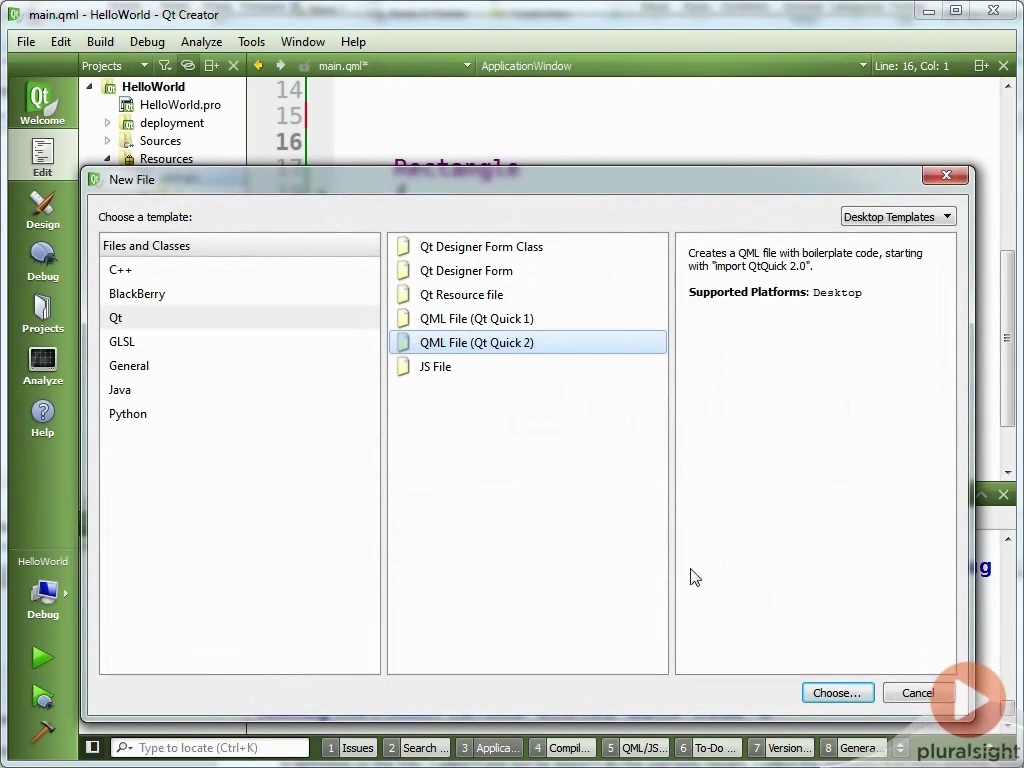 main.qml - HelloWorld - Qt Creator
File Edit Build Debug Analyze Tools Window Help
Projects main.qml* ApplicationWindow Line: 16, Col: 1
Qt
Welcome
Edit
Design
Debug
Projects
Analyze
Help
HelloWorld
Debug
HelloWorld
HelloWorld.pro
deployment
Sources
Resources
14
15
16
17
Rectangle
New File
Choose a template:
Desktop Templates
Files and Classes
C++
BlackBerry
Qt
GLSL
General
Java
Python
Qt Designer Form Class
Qt Designer Form
Qt Resource file
QML File (Qt Quick 1)
QML File (Qt Quick 2)
JS File
Creates a QML file with boilerplate code, starting
with "import QtQuick 2.0".
Supported Platforms: Desktop
Choose... Cancel
Type to locate (Ctrl+K) 1 Issues 2 Search ... 3 Applica... 4 Compil... 5 QML/JS... 6 To-Do ... 7 Version... 8 Genera...
pluralsight